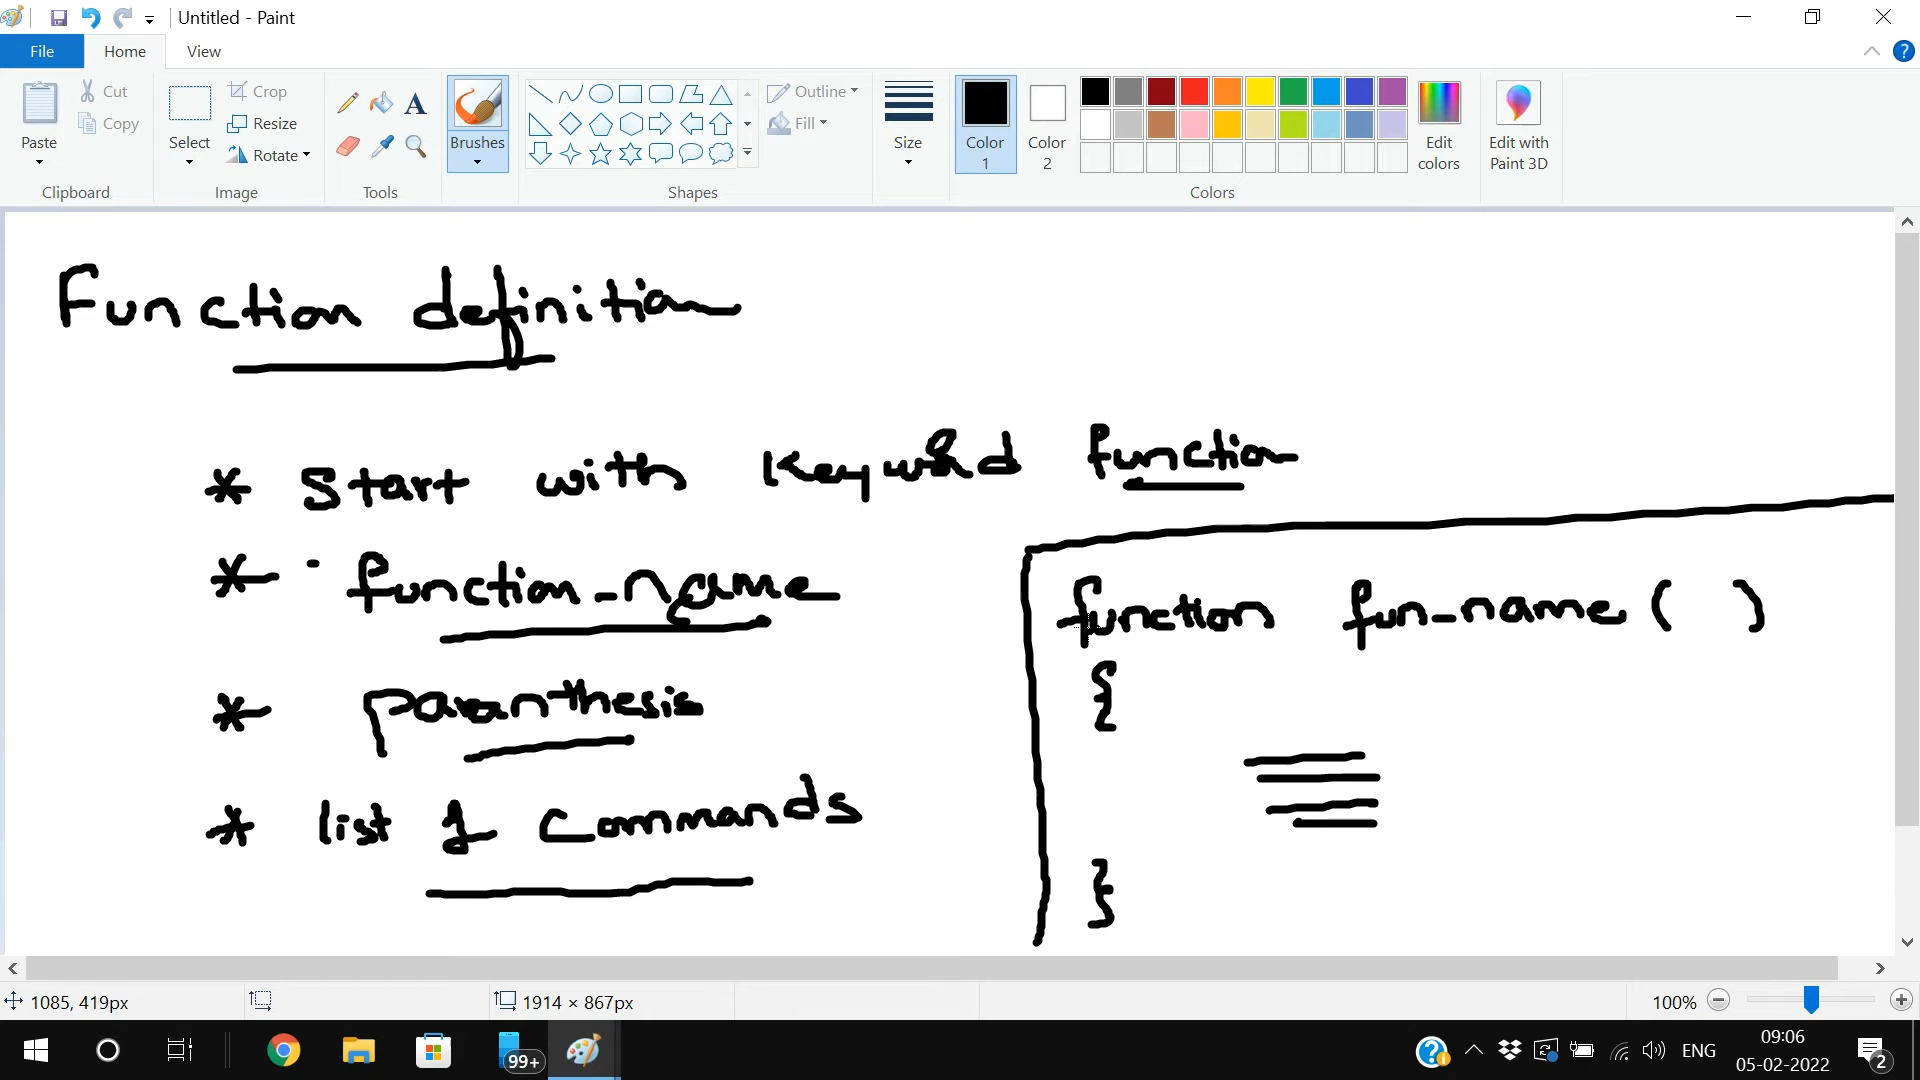 Untitled - Paint
File
Home
View
Paste
Cut
Copy
Clipboard
Select
Crop
Resize
Rotate
Image
A
Tools
Brushes
Outline
Fill
Shapes
Size
Color 1
Color 2
Colors
Edit colors
Edit with Paint 3D
?
Function definition
* Start with keyword function
* function_name
* paranthesis
* list of commands
function fun_name ( )
{
}
1085, 419px
1914 × 867px
100%
99+
?
ENG
09:06
05-02-2022
2